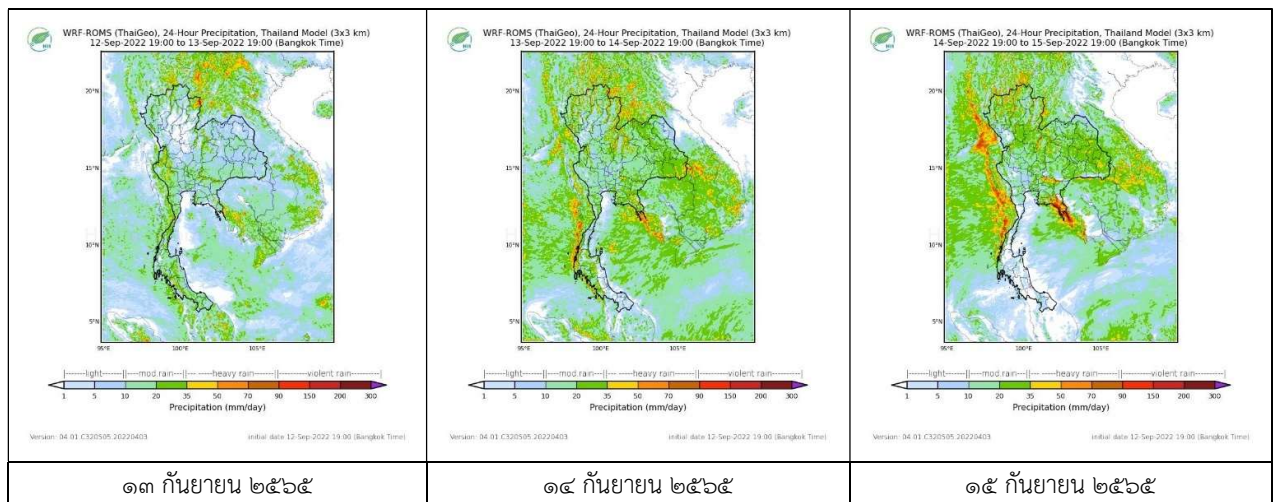 WRF-ROMS (ThaiGeo), 24-Hour Precipitation, Thailand Model (3x3 km)
12-Sep-2022 19:00 to 13-Sep-2022 19:00 (Bangkok Time)
20°N
15°N
10°N
5°N
95°E 100°E 105°E
|-------light-------||----mod.rain---||-------heavy rain-------||-----------violent rain-----------|
1 5 10 20 35 50 70 90 150 200 300
Precipitation (mm/day)
Version: 04.01.C320505.20220403 initial date 12-Sep-2022 19:00 (Bangkok Time)
๑๓ กันยายน ๒๕๖๕
WRF-ROMS (ThaiGeo), 24-Hour Precipitation, Thailand Model (3x3 km)
13-Sep-2022 19:00 to 14-Sep-2022 19:00 (Bangkok Time)
20°N
15°N
10°N
5°N
95°E 100°E 105°E
|-------light-------||----mod.rain---||-------heavy rain-------||-----------violent rain-----------|
1 5 10 20 35 50 70 90 150 200 300
Precipitation (mm/day)
Version: 04.01.C320505.20220403 initial date 12-Sep-2022 19:00 (Bangkok Time)
๑๔ กันยายน ๒๕๖๕
WRF-ROMS (ThaiGeo), 24-Hour Precipitation, Thailand Model (3x3 km)
14-Sep-2022 19:00 to 15-Sep-2022 19:00 (Bangkok Time)
20°N
15°N
10°N
5°N
95°E 100°E 105°E
|-------light-------||----mod.rain---||-------heavy rain-------||-----------violent rain-----------|
1 5 10 20 35 50 70 90 150 200 300
Precipitation (mm/day)
Version: 04.01.C320505.20220403 initial date 12-Sep-2022 19:00 (Bangkok Time)
๑๕ กันยายน ๒๕๖๕